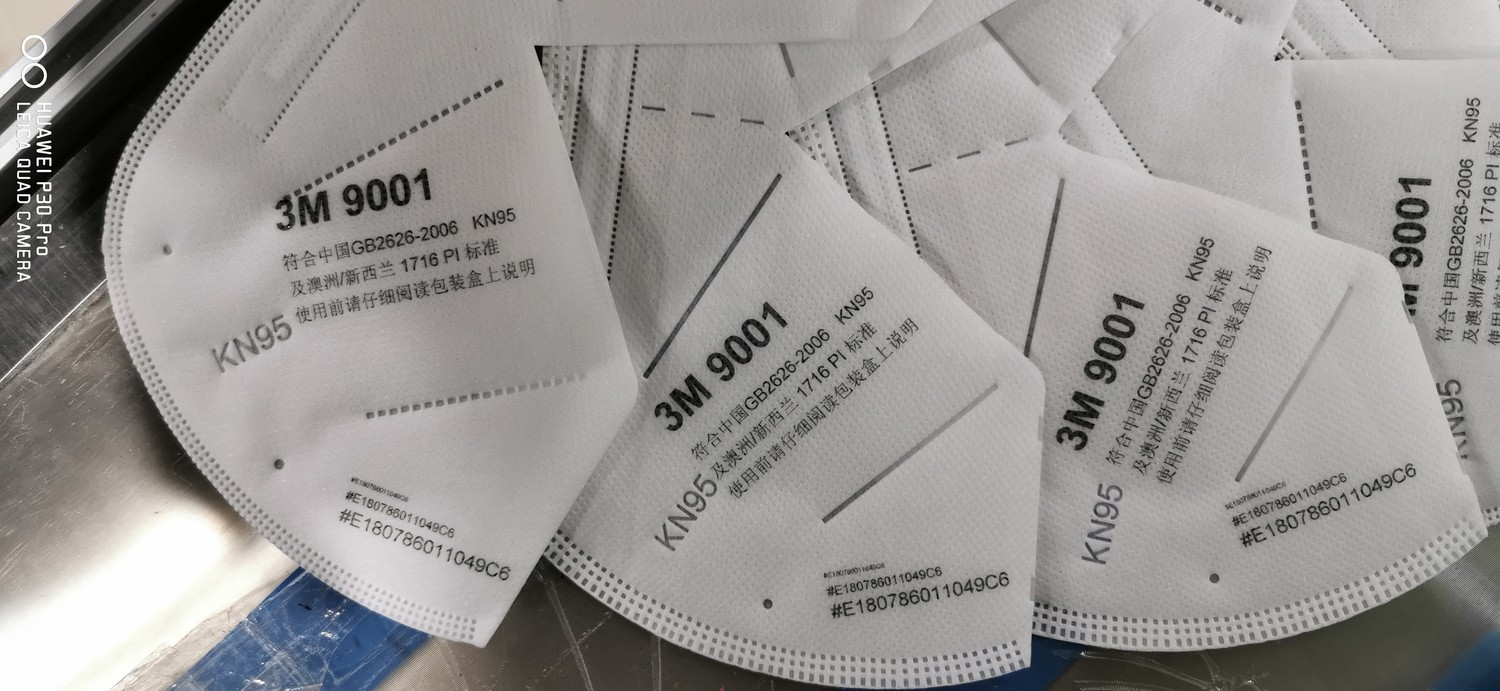 HUAWEI P30 Pro
LEICA QUAD CAMERA
3M 9001
符合中国GB2626-2006 KN95
及澳洲/新西兰 1716 PI 标准
使用前请仔细阅读包装盒上说明
KN95
#E180786011049C6
#E180786011049C6
#E180786011049C6
3M 9001
符合中国GB2626-2006 KN95
及澳洲/新西兰 1716 PI 标准
使用前请仔细阅读包装盒上说明
KN95
#E180786011049C6
#E180786011049C6
#E180786011049C6
3M 9001
符合中国GB2626-2006 KN95
及澳洲/新西兰 1716 PI 标准
使用前请仔细阅读包装盒上说明
KN95
#E180786011049C6
#E180786011049C6
#E180786011049C6
3M 9001
符合中国GB2626-2006 KN95
及澳洲/新西兰 1716 PI 标准
KN95